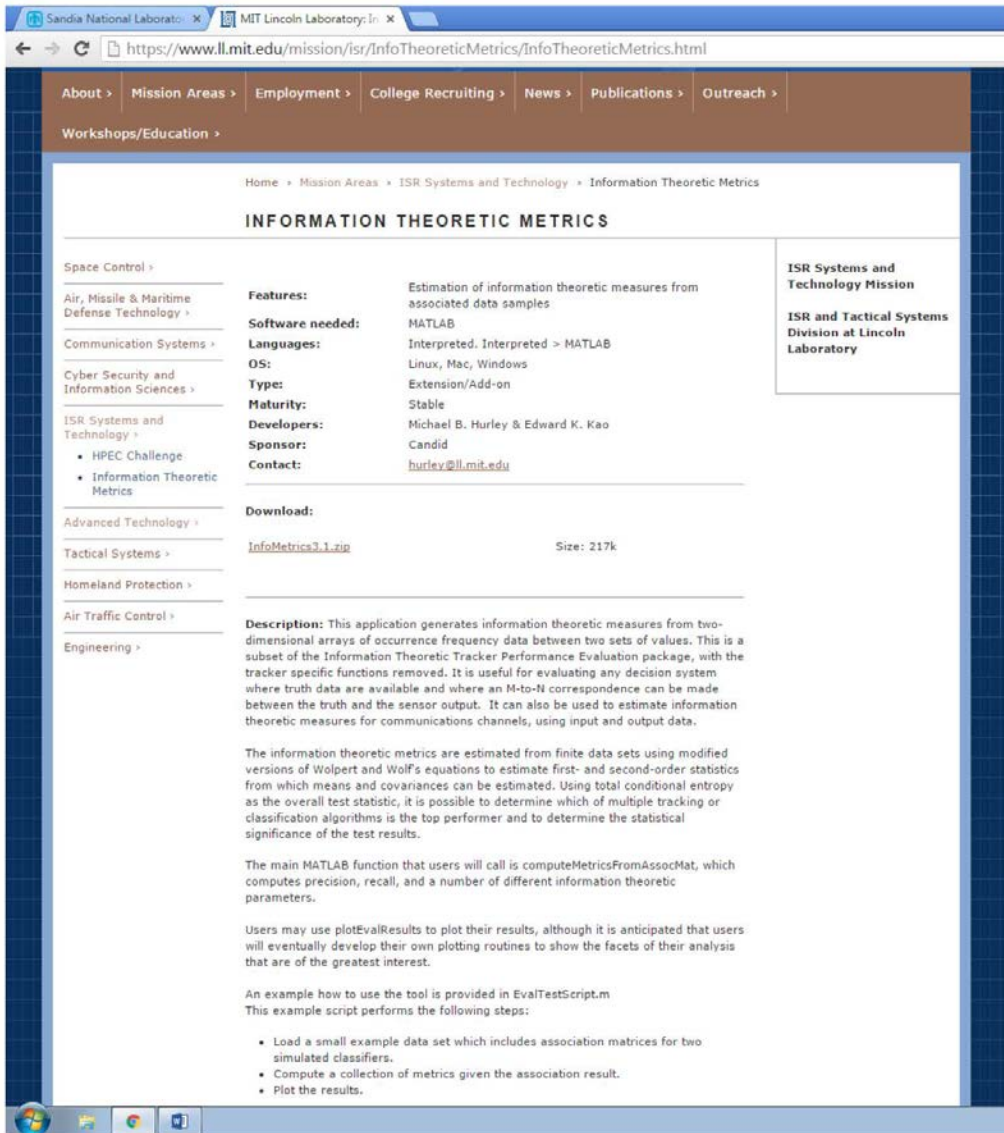 Sandia National Laborato
MIT Lincoln Laboratory: In
https://www.ll.mit.edu/mission/isr/InfoTheoreticMetrics/InfoTheoreticMetrics.html
About › Mission Areas › Employment › College Recruiting › News › Publications › Outreach ›
Workshops/Education ›
Home › Mission Areas › ISR Systems and Technology › Information Theoretic Metrics
INFORMATION THEORETIC METRICS
Space Control ›
Air, Missile & Maritime
Defense Technology ›
Communication Systems ›
Cyber Security and
Information Sciences ›
ISR Systems and
Technology ›
• HPEC Challenge
• Information Theoretic
Metrics
Advanced Technology ›
Tactical Systems ›
Homeland Protection ›
Air Traffic Control ›
Engineering ›
Features: Estimation of information theoretic measures from
associated data samples
Software needed: MATLAB
Languages: Interpreted. Interpreted > MATLAB
OS: Linux, Mac, Windows
Type: Extension/Add-on
Maturity: Stable
Developers: Michael B. Hurley & Edward K. Kao
Sponsor: Candid
Contact: hurley@ll.mit.edu
Download:
InfoMetrics3.1.zip Size: 217k
Description: This application generates information theoretic measures from two-
dimensional arrays of occurrence frequency data between two sets of values. This is a
subset of the Information Theoretic Tracker Performance Evaluation package, with the
tracker specific functions removed. It is useful for evaluating any decision system
where truth data are available and where an M-to-N correspondence can be made
between the truth and the sensor output. It can also be used to estimate information
theoretic measures for communications channels, using input and output data.
The information theoretic metrics are estimated from finite data sets using modified
versions of Wolpert and Wolf's equations to estimate first- and second-order statistics
from which means and covariances can be estimated. Using total conditional entropy
as the overall test statistic, it is possible to determine which of multiple tracking or
classification algorithms is the top performer and to determine the statistical
significance of the test results.
The main MATLAB function that users will call is computeMetricsFromAssocMat, which
computes precision, recall, and a number of different information theoretic
parameters.
Users may use plotEvalResults to plot their results, although it is anticipated that users
will eventually develop their own plotting routines to show the facets of their analysis
that are of the greatest interest.
An example how to use the tool is provided in EvalTestScript.m
This example script performs the following steps:
• Load a small example data set which includes association matrices for two
simulated classifiers.
• Compute a collection of metrics given the association result.
• Plot the results.
ISR Systems and
Technology Mission
ISR and Tactical Systems
Division at Lincoln
Laboratory